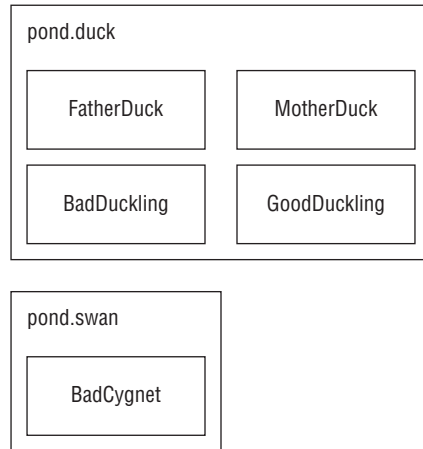 pond.duck
FatherDuck
MotherDuck
BadDuckling
GoodDuckling
pond.swan
BadCygnet